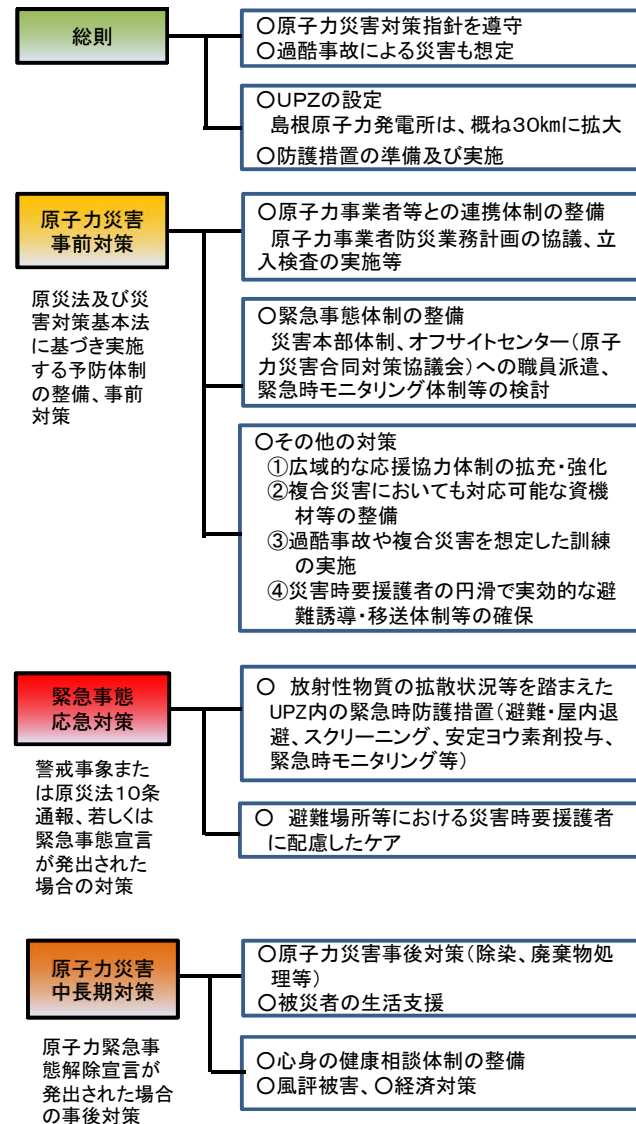 総則
○原子力災害対策指針を遵守
○過酷事故による災害も想定
○UPZの設定
島根原子力発電所は、概ね30kmに拡大
○防護措置の準備及び実施
原子力災害
事前対策
原災法及び災
害対策基本法
に基づき実施
する予防体制
の整備、事前
対策
○原子力事業者等との連携体制の整備
原子力事業者防災業務計画の協議、立
入検査の実施等
○緊急事態体制の整備
災害本部体制、オフサイトセンター(原子
力災害合同対策協議会)への職員派遣、
緊急時モニタリング体制等の検討
○その他の対策
①広域的な応援協力体制の拡充・強化
②複合災害においても対応可能な資機
材等の整備
③過酷事故や複合災害を想定した訓練
の実施
④災害時要援護者の円滑で実効的な避
難誘導・移送体制等の確保
緊急事態
応急対策
警戒事象また
は原災法10条
通報、若しくは
緊急事態宣言
が発出された
場合の対策
○ 放射性物質の拡散状況等を踏まえた
UPZ内の緊急時防護措置(避難・屋内退
避、スクリーニング、安定ヨウ素剤投与、
緊急時モニタリング等)
○ 避難場所等における災害時要援護者
に配慮したケア
原子力災害
中長期対策
原子力緊急事
態解除宣言が
発出された場合
の事後対策
○原子力災害事後対策(除染、廃棄物処
理等)
○被災者の生活支援
○心身の健康相談体制の整備
○風評被害、○経済対策